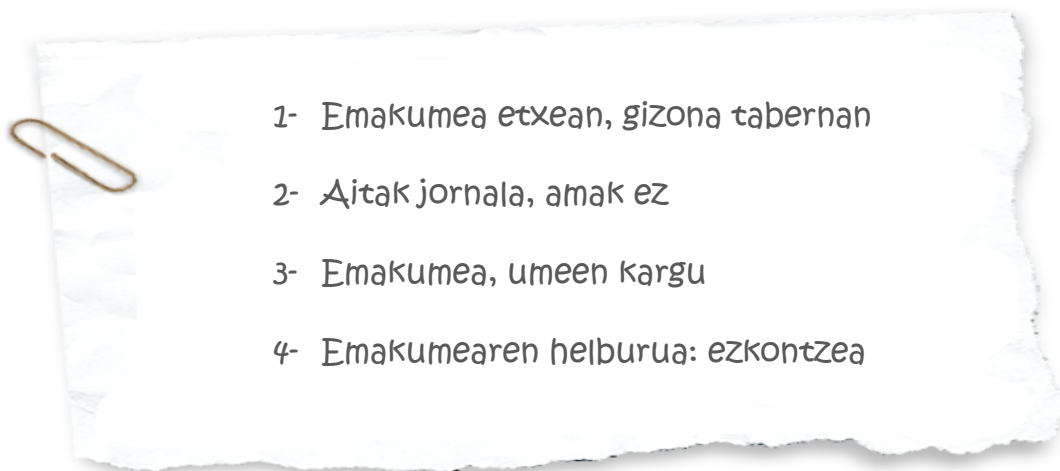 1- Emakumea etxean, gizona tabernan
2- Aitak jornala, amak ez
3- Emakumea, umeen kargu
4- Emakumearen helburua: ezkontzea